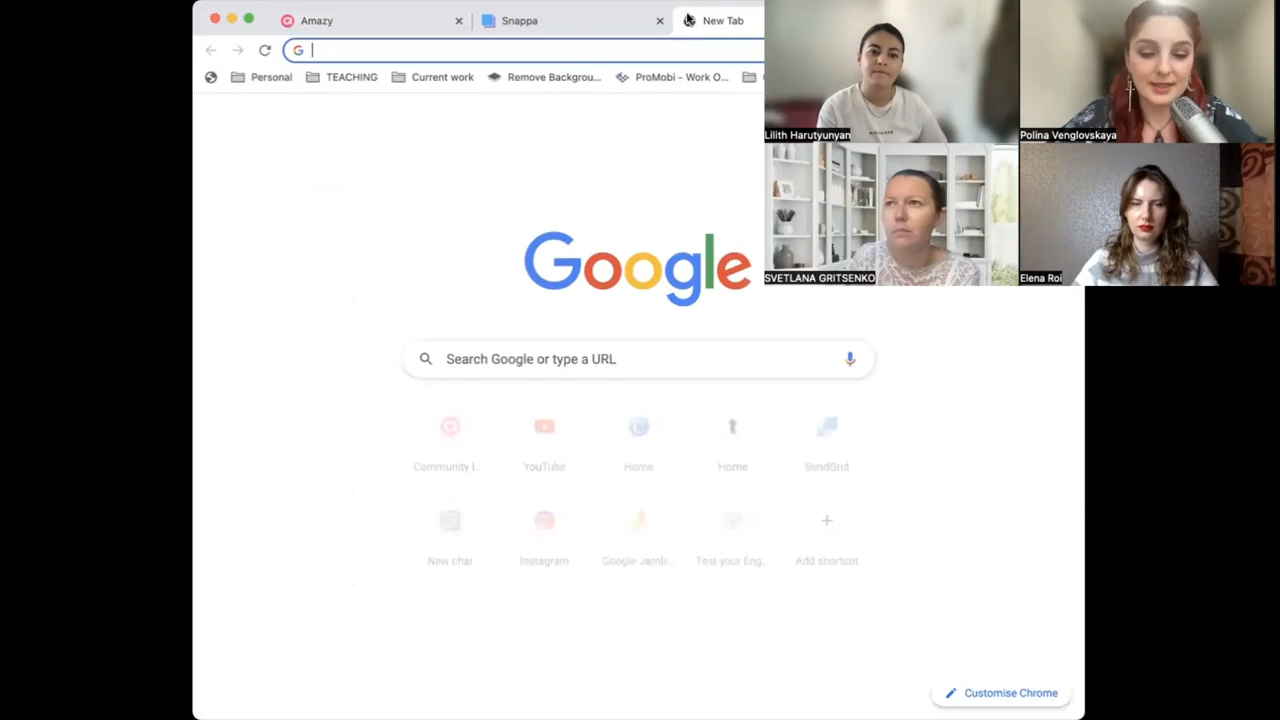 Amazy
Snappa
New Tab
Personal
TEACHING
Current work
Remove Backgrou...
ProMobi - Work O...
Lilith Harutyunyan
Polina Venglovskaya
SVETLANA GRITSENKO
Elena Roi
Google
Search Google or type a URL
Community I...
YouTube
Home
Home
SendGrid
New chat
Instagram
Google Jamb...
Test your Eng...
Add shortcut
Customise Chrome